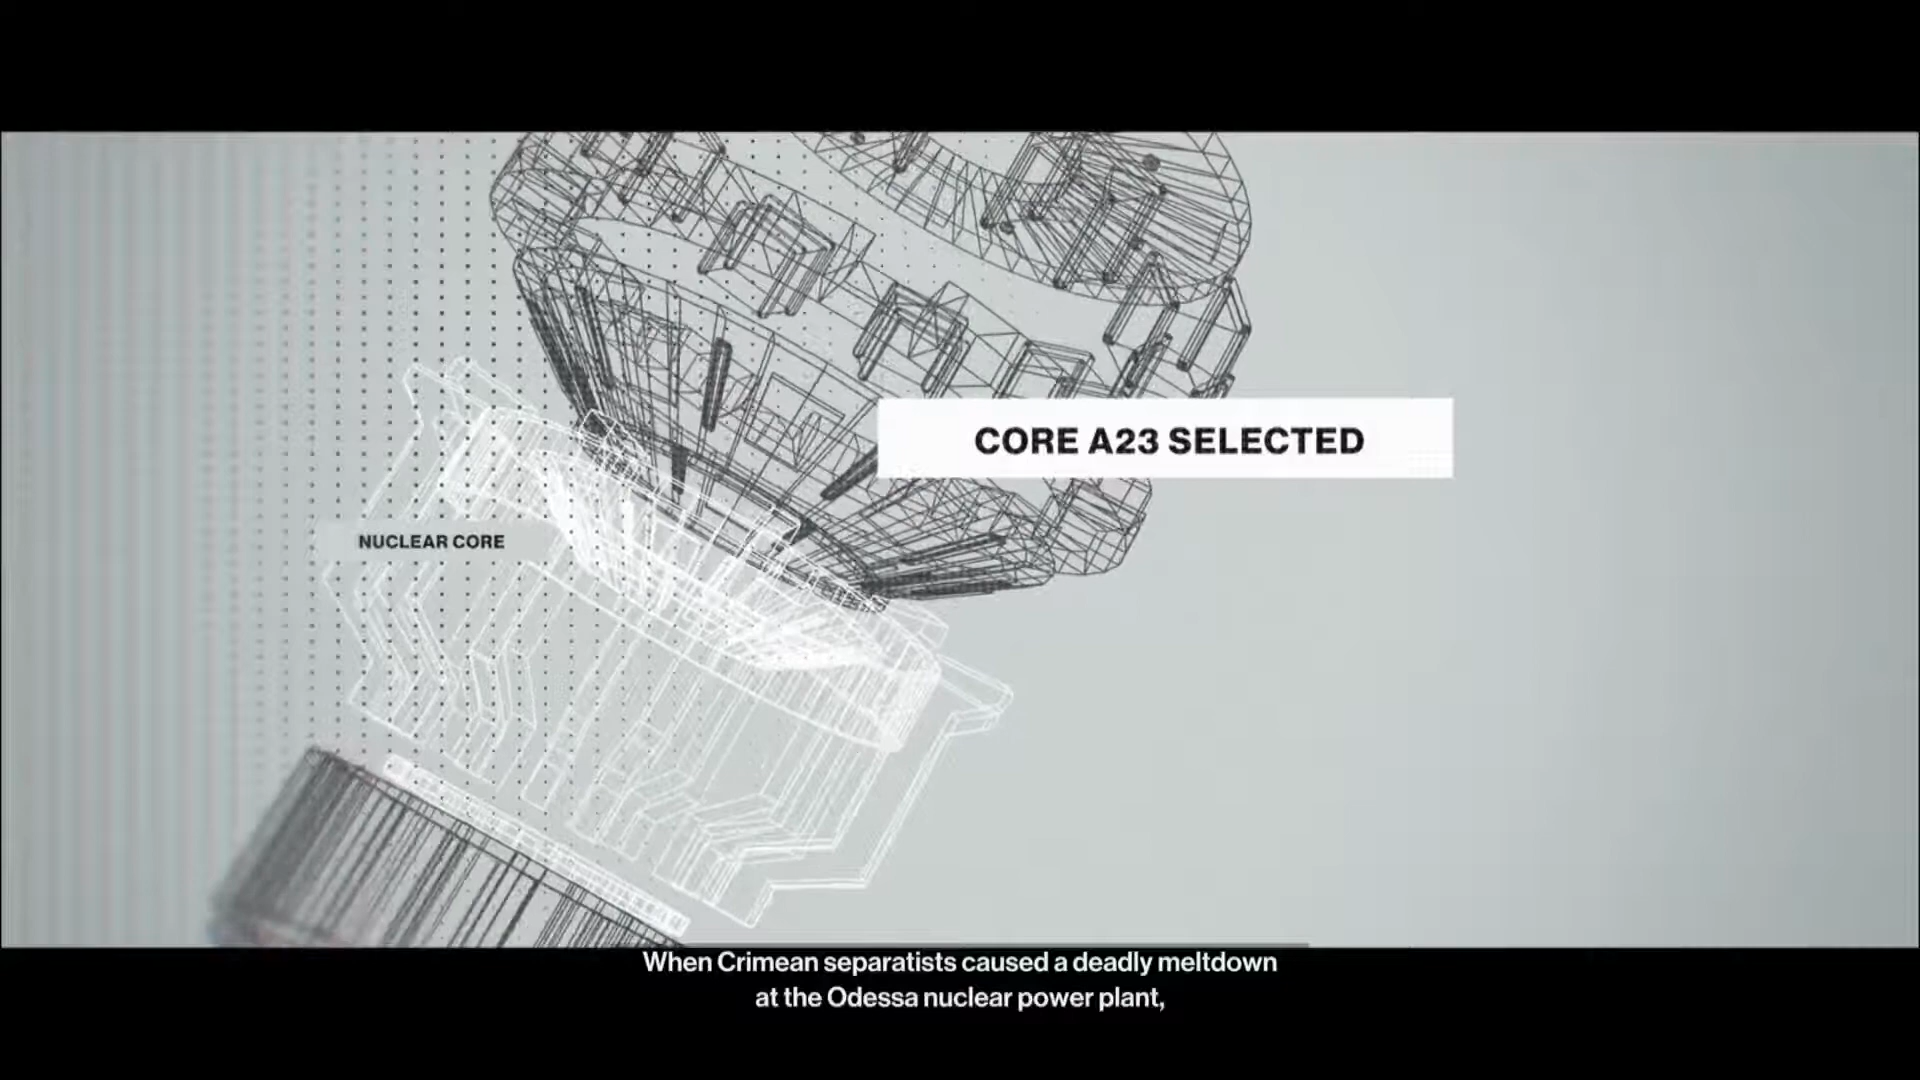 CORE A23 SELECTED
NUCLEAR CORE
When Crimean separatists caused a deadly meltdown
at the Odessa nuclear power plant,